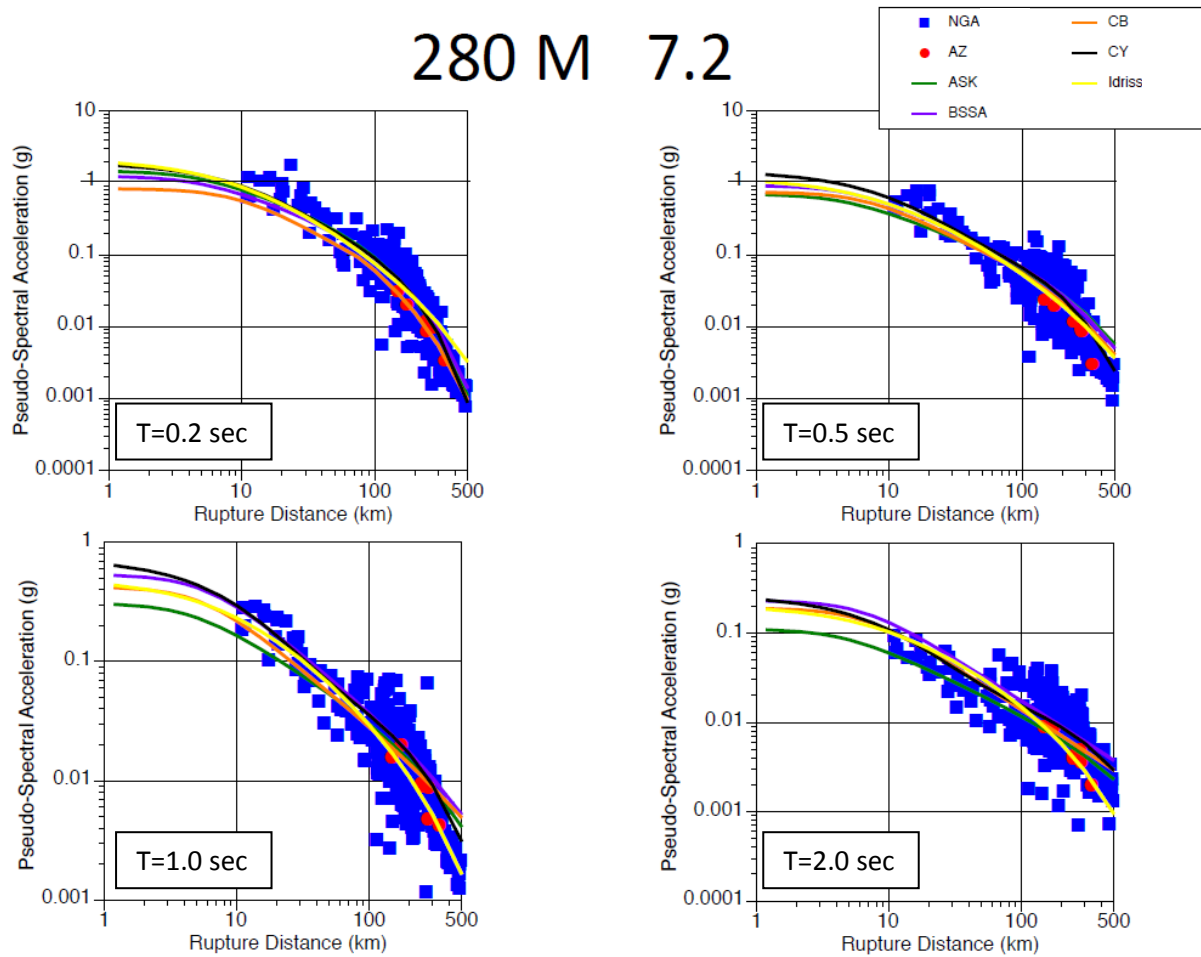 280 M 7.2
NGA
AZ
ASK
BSSA
CB
CY
Idriss
Pseudo-Spectral Acceleration (g)
10
1
0.1
0.01
0.001
0.0001
T=0.2 sec
1 10 100 500
Rupture Distance (km)
Pseudo-Spectral Acceleration (g)
10
1
0.1
0.01
0.001
0.0001
T=0.5 sec
1 10 100 500
Rupture Distance (km)
Pseudo-Spectral Acceleration (g)
1
0.1
0.01
0.001
T=1.0 sec
1 10 100 500
Rupture Distance (km)
Pseudo-Spectral Acceleration (g)
1
0.1
0.01
0.001
0.0001
T=2.0 sec
1 10 100 500
Rupture Distance (km)